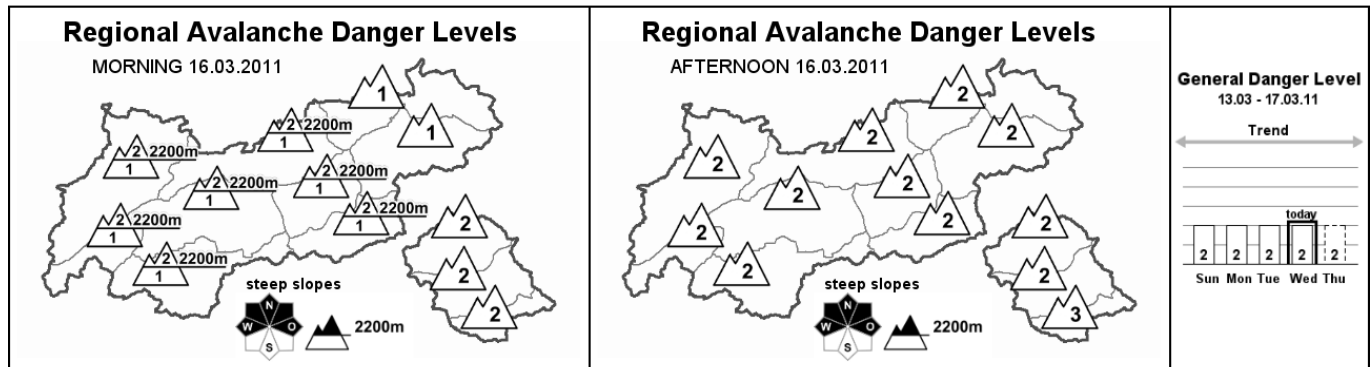 Regional Avalanche Danger Levels
MORNING 16.03.2011
1
1
2 2200m
1
2 2200m
1
2 2200m
1
2 2200m
1
2 2200m
1
2
2 2200m
1
2 2200m
1
2
2
steep slopes
N
W O
S
2200m
Regional Avalanche Danger Levels
AFTERNOON 16.03.2011
2
2
2
2
2
2
2
2
2
2
2
3
steep slopes
N
W O
S
2200m
General Danger Level
13.03 - 17.03.11
Trend
today
2 2 2 2 2
Sun Mon Tue Wed Thu